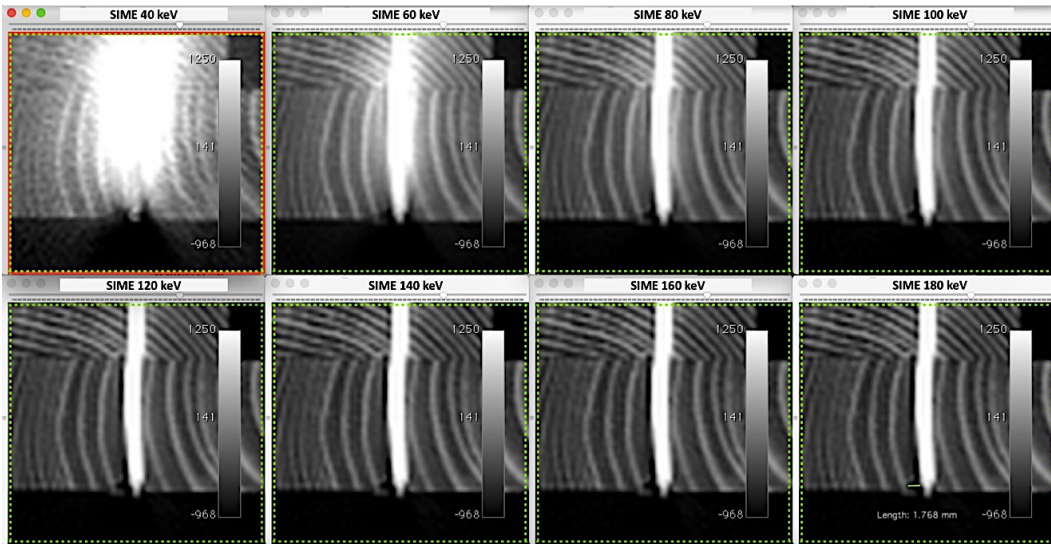 SIME 40 keV
1250
141
-968
SIME 60 keV
1250
141
-968
SIME 80 keV
1250
141
-968
SIME 100 keV
1250
141
-968
SIME 120 keV
1250
141
-968
SIME 140 keV
1250
141
-968
SIME 160 keV
1250
141
-968
SIME 180 keV
1250
141
-968
Length: 1.768 mm